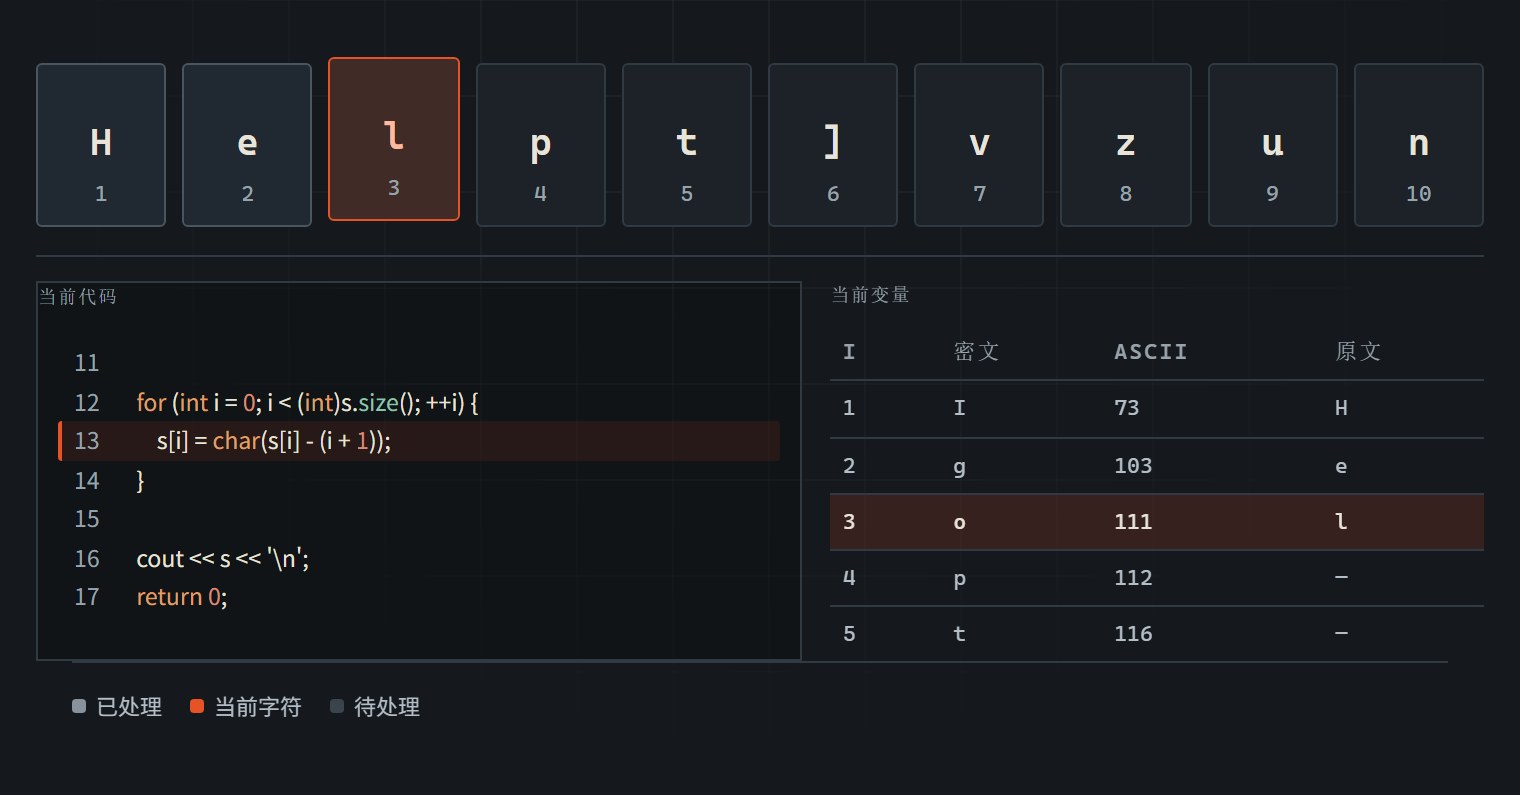 H e l p t ] v z u n
1 2 3 4 5 6 7 8 9 10
当前代码
11
12 for (int i = 0; i < (int)s.size(); ++i) {
13 s[i] = char(s[i] - (i + 1));
14 }
15
16 cout << s << '\n';
17 return 0;
当前变量
I 密文 ASCII 原文
1 I 73 H
2 g 103 e
3 o 111 l
4 p 112 —
5 t 116 —
已处理 当前字符 待处理